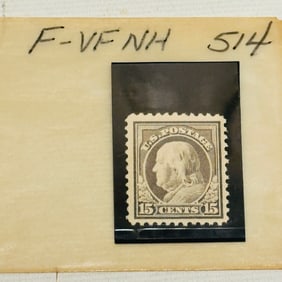 F-VF NH 514
U.S. POSTAGE
15 CENTS 15